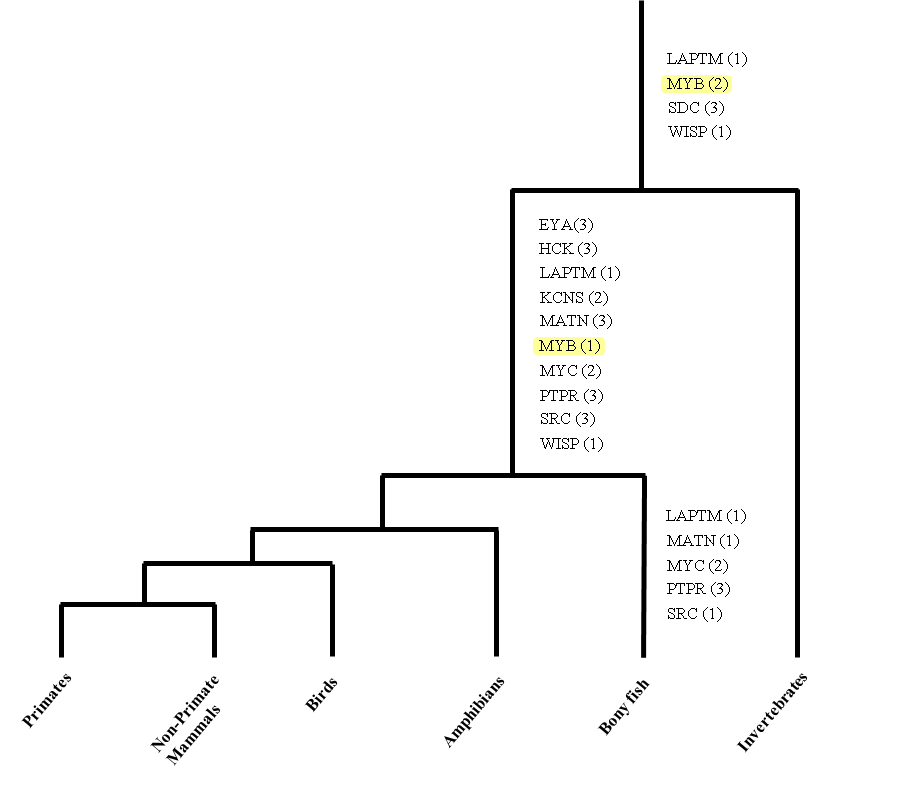 LAPTM (1)
MYB (2)
SDC (3)
WISP (1)
EYA(3)
HCK (3)
LAPTM (1)
KCNS (2)
MATN (3)
MYB (1)
MYC (2)
PTPR (3)
SRC (3)
WISP (1)
LAPTM (1)
MATN (1)
MYC (2)
PTPR (3)
SRC (1)
Primates
Non-Primate
Mammals
Birds
Amphibians
Bony fish
Invertebrates